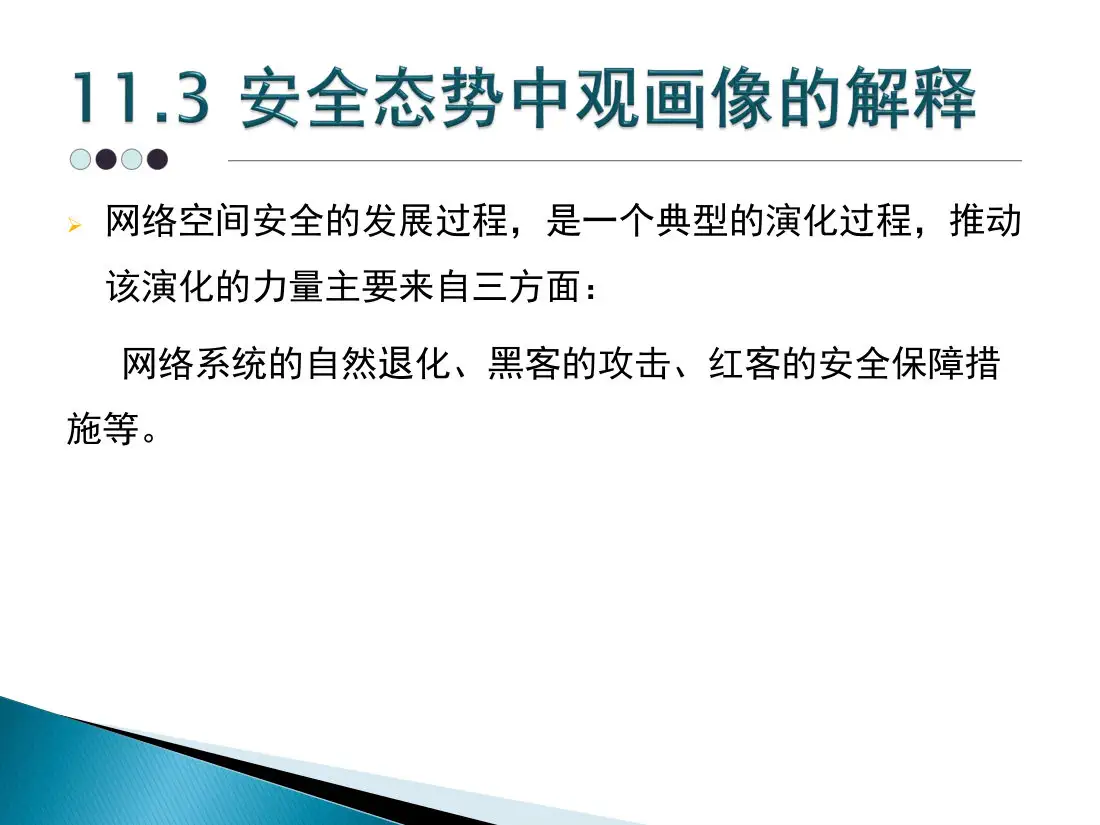 11.3 安全态势中观画像的解释
网络空间安全的发展过程，是一个典型的演化过程，推动
该演化的力量主要来自三方面：
网络系统的自然退化、黑客的攻击、红客的安全保障措
施等。